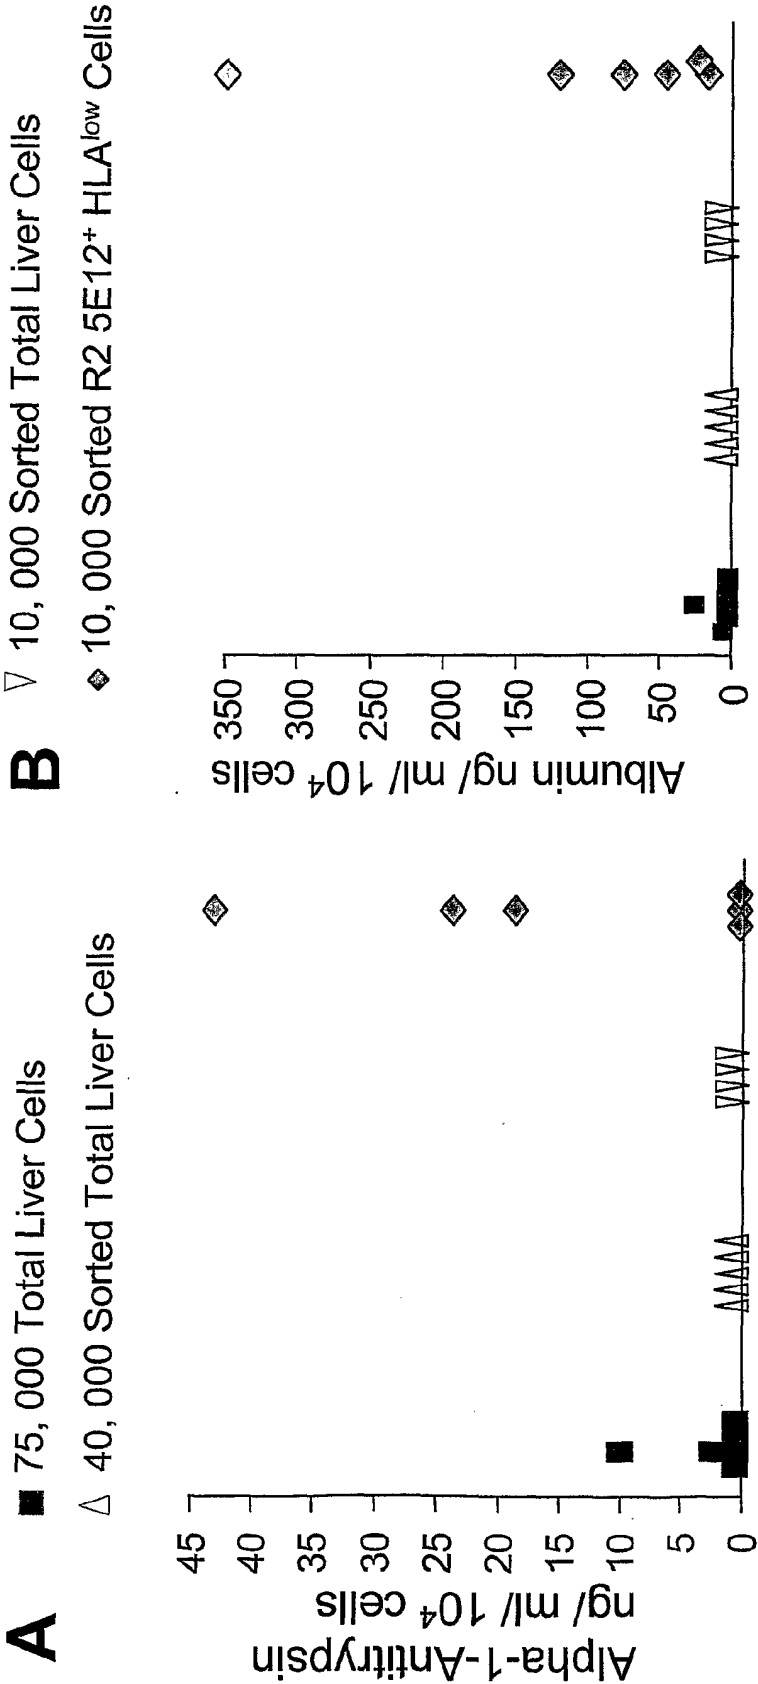 A
■ 75, 000 Total Liver Cells
△ 40, 000 Sorted Total Liver Cells
▽ 10, 000 Sorted Total Liver Cells
◆ 10, 000 Sorted R2 5E12⁺ HLAˡᵒʷ Cells
Alpha-1-Antitrypsin
ng/ ml/ 10⁴ cells
45
40
35
30
25
20
15
10
5
0
B
Albumin ng/ ml/ 10⁴ cells
350
300
250
200
150
100
50
0